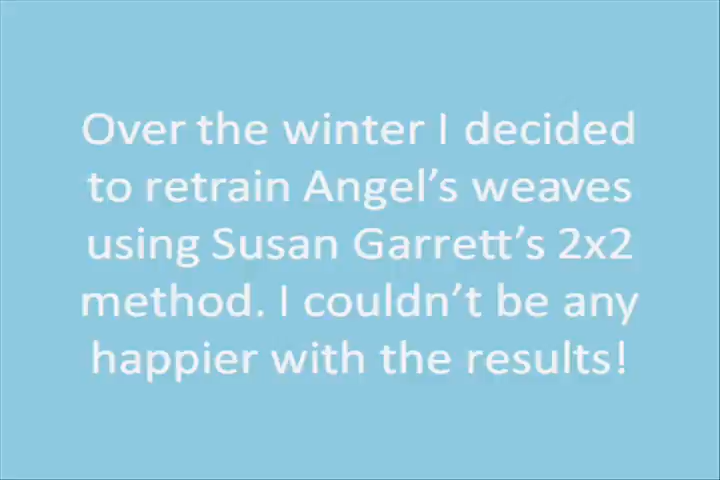 Over the winter I decided
to retrain Angel’s weaves
using Susan Garrett’s 2x2
method. I couldn’t be any
happier with the results!